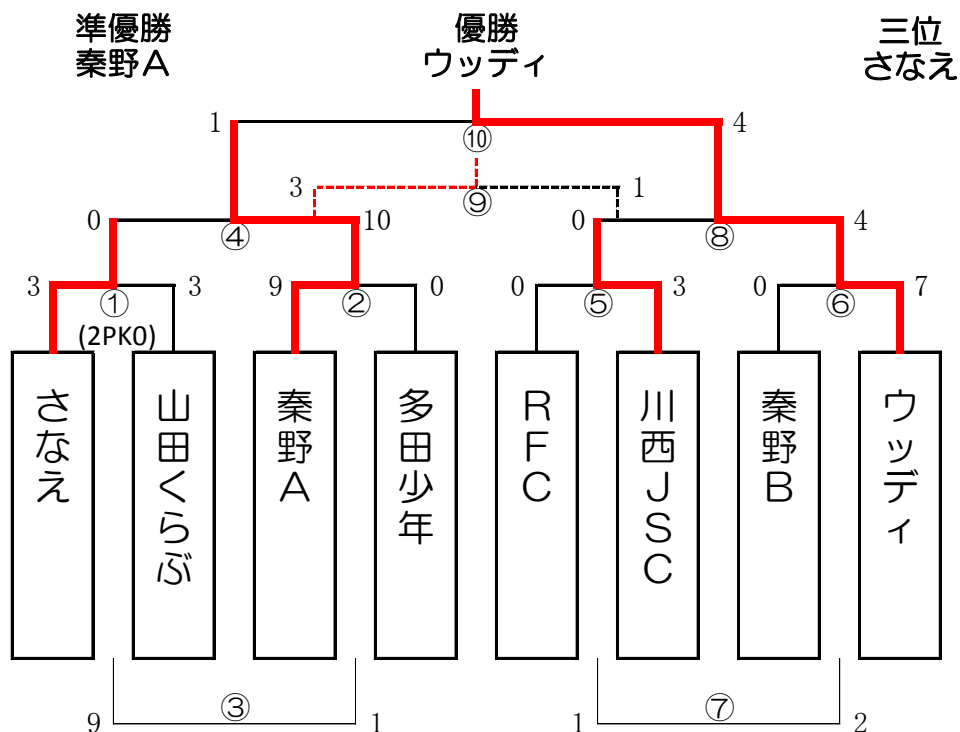 準優勝
秦野A
優勝
ウッディ
三位
さなえ
1
⑩
4
3
⑨
1
0
④
10
0
⑧
4
3
①
3
9
②
0
0
⑤
3
0
⑥
7
(2PK0)
さなえ
山田くらぶ
秦野A
多田少年
RFC
川西JSC
秦野B
ウッディ
9
③
1
1
⑦
2